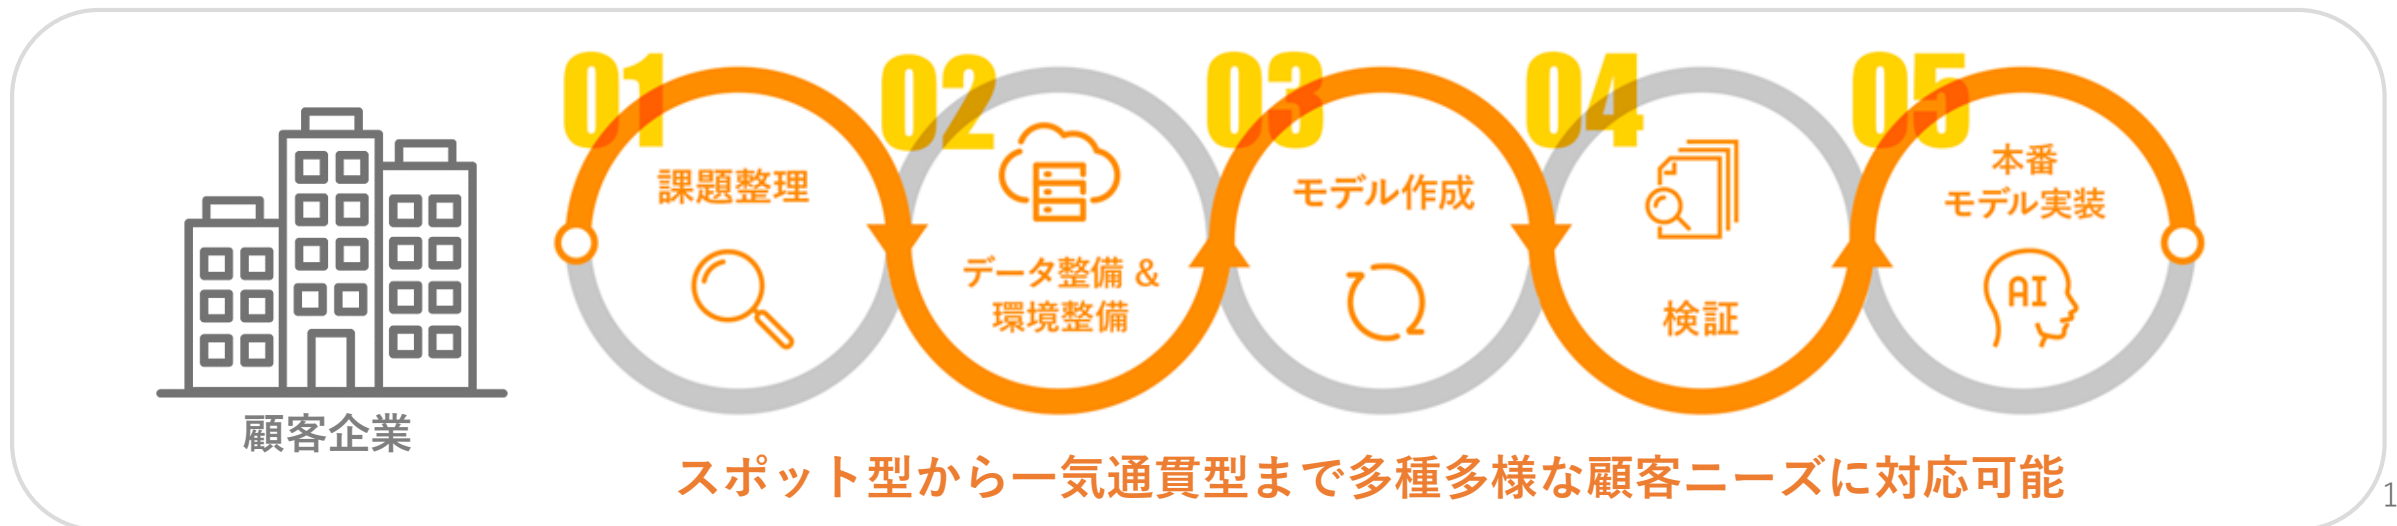 01
課題整理
02
データ整備 &
環境整備
03
モデル作成
04
検証
05
本番
モデル実装
AI
顧客企業
スポット型から一気通貫型まで多種多様な顧客ニーズに対応可能
1